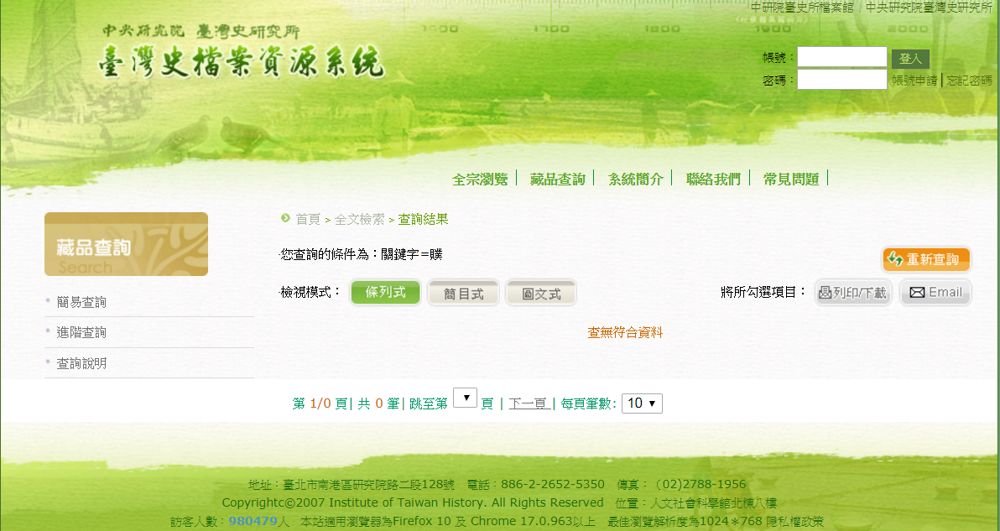 中研院臺史所檔案館 | 中央研究院臺灣史研究所
中央研究院 臺灣史研究所
1600 1700 1800 1900 2000
臺灣史檔案資源系統
帳號： 登入
密碼： 帳號申請 | 忘記密碼
全宗瀏覽 | 藏品查詢 | 系統簡介 | 聯絡我們 | 常見問題 |
藏品查詢
Search
簡易查詢
進階查詢
查詢說明
首頁 > 全文檢索 > 查詢結果
·您查詢的條件為：關鍵字=瞨
重新查詢
·檢視模式： 條列式 簡目式 圖文式 將所勾選項目： 列印/下載 Email
查無符合資料
第 1/0 頁| 共 0 筆| 跳至第 頁 | 下一頁 | 每頁筆數: 10
地址：臺北市南港區研究院路二段128號 電話：886-2-2652-5350 傳真：（02)2788-1956
Copyrightc©2007 Institute of Taiwan History. All Rights Reserved 位置：人文社會科學館北棟八樓
訪客人數：980479人 本站適用瀏覽器為Firefox 10 及 Chrome 17.0.963以上 最佳瀏覽解析度為1024＊768 隱私權政策